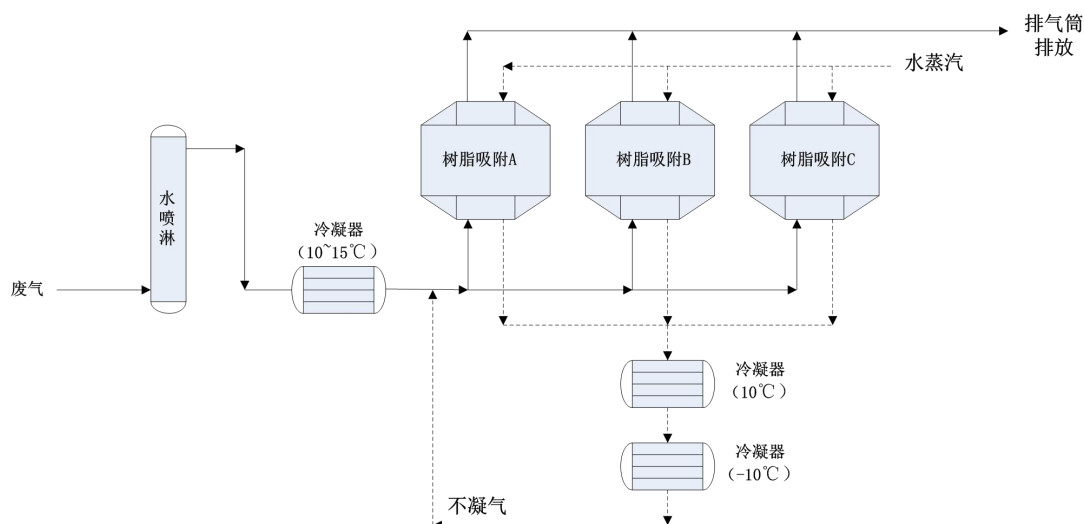 排气筒
排放
水蒸汽
树脂吸附A
树脂吸附B
树脂吸附C
水喷淋
冷凝器
(10~15℃)
废气
冷凝器
(10℃)
冷凝器
(-10℃)
不凝气